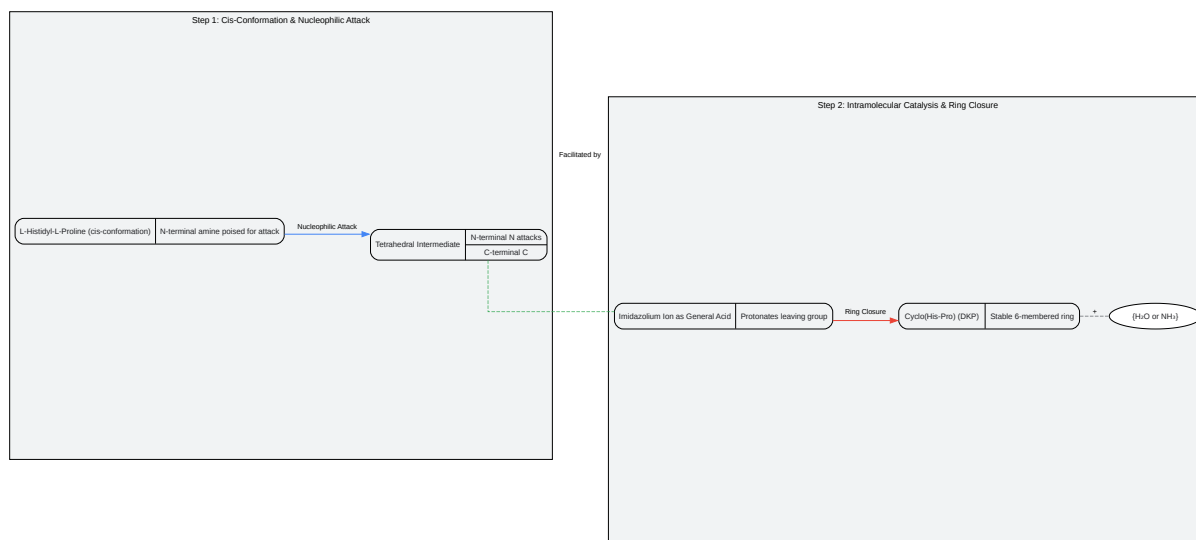 Step 1: Cis-Conformation & Nucleophilic Attack
L-Histidyl-L-Proline (cis-conformation)
N-terminal amine poised for attack
Nucleophilic Attack
Tetrahedral Intermediate
N-terminal N attacks
C-terminal C
Facilitated by
Step 2: Intramolecular Catalysis & Ring Closure
Imidazolium Ion as General Acid
Protonates leaving group
Ring Closure
Cyclo(His-Pro) (DKP)
Stable 6-membered ring
+
{H₂O or NH₃}